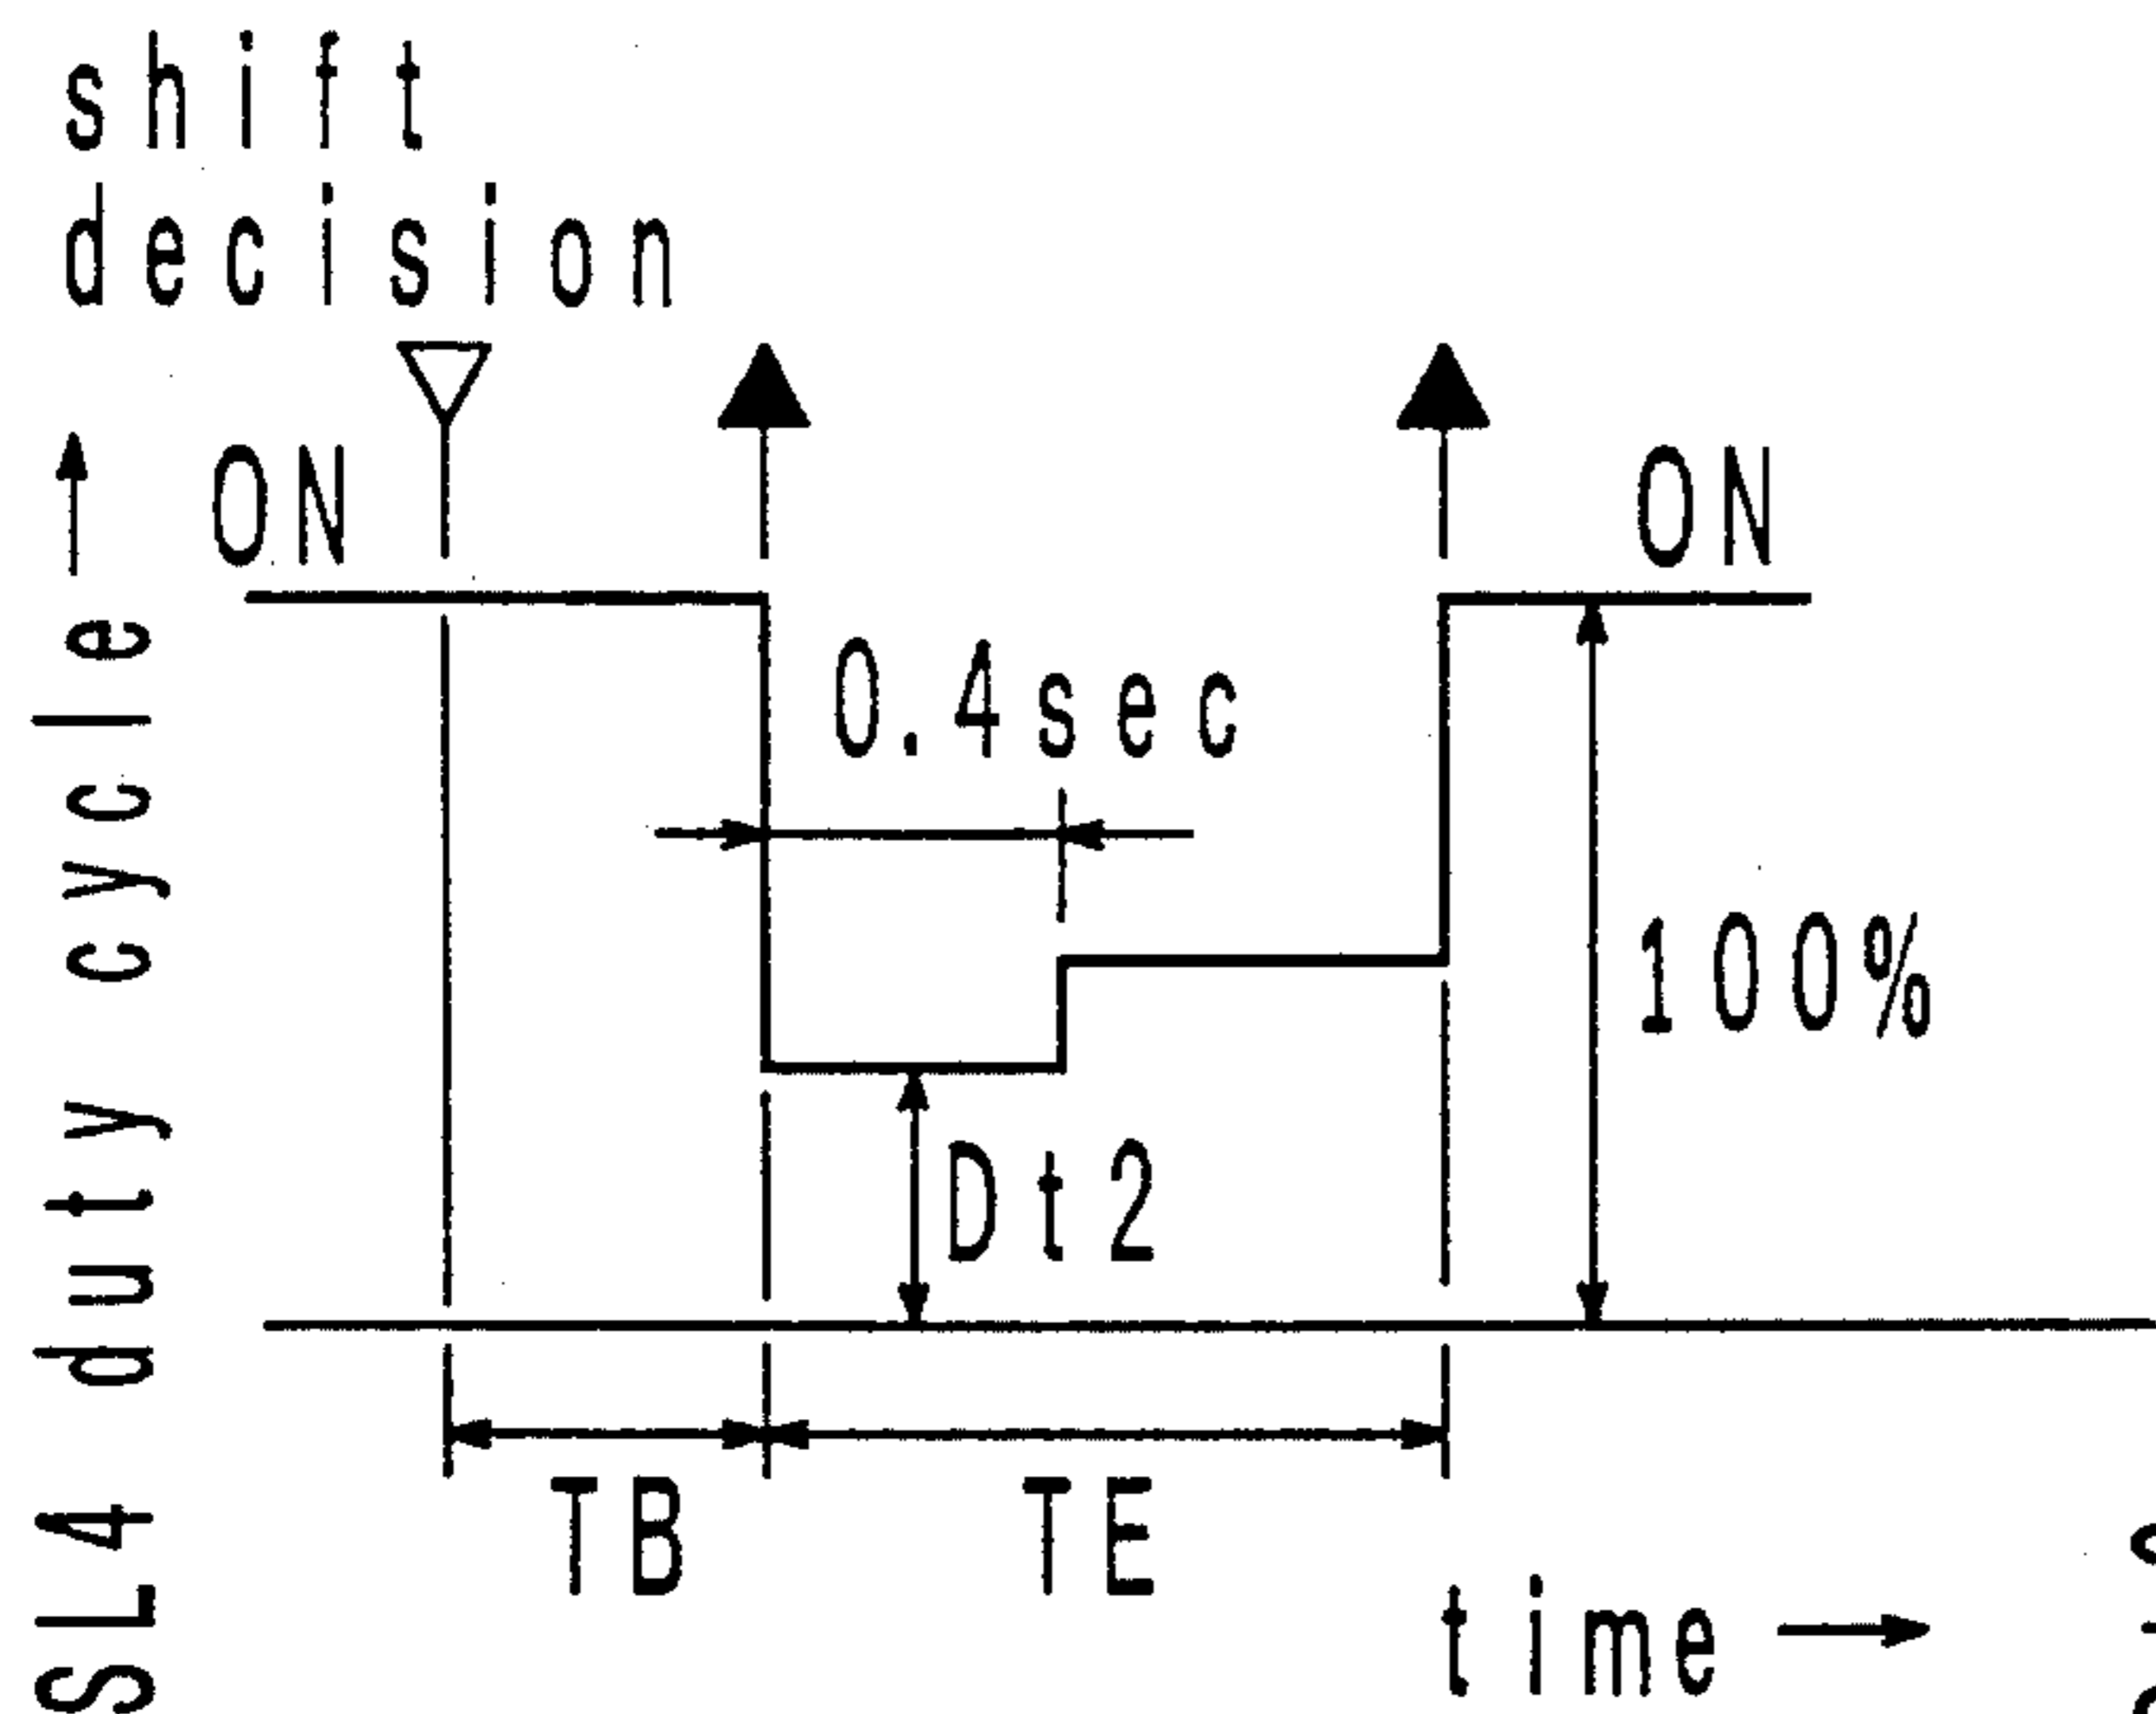 shift
decision
ON
ON
0.4sec
100%
Dt2
TB
TE
time
SL4 duty cycle